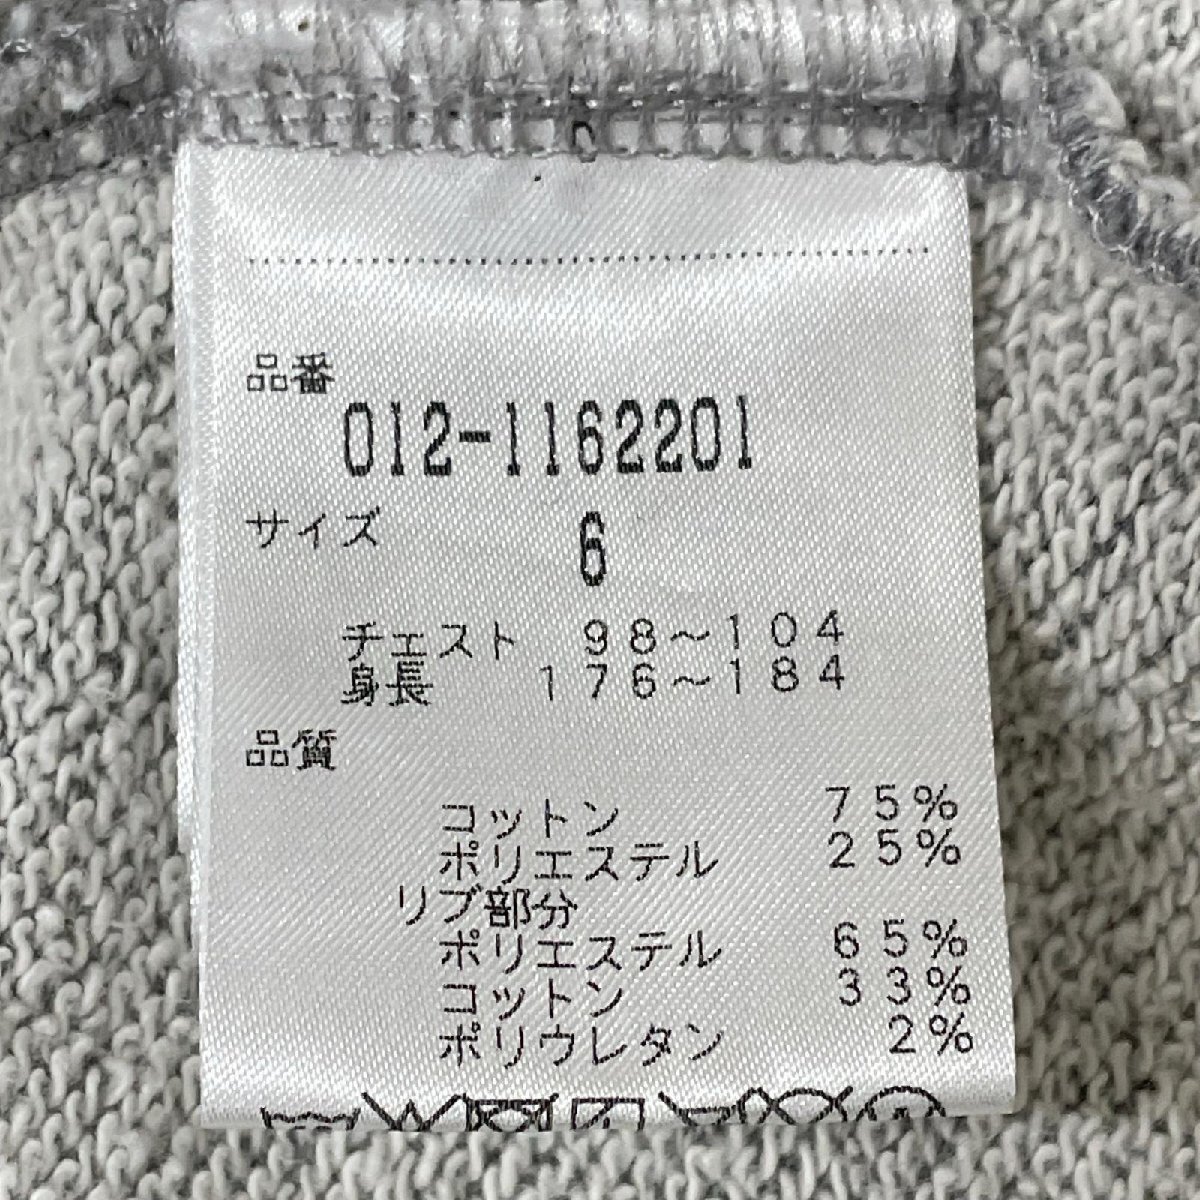 品番
012-1162201
サイズ 6
チェスト 98～104
身長 176～184
品質
コットン 75%
ポリエステル 25%
リブ部分
ポリエステル 65%
コットン 33%
ポリウレタン 2%